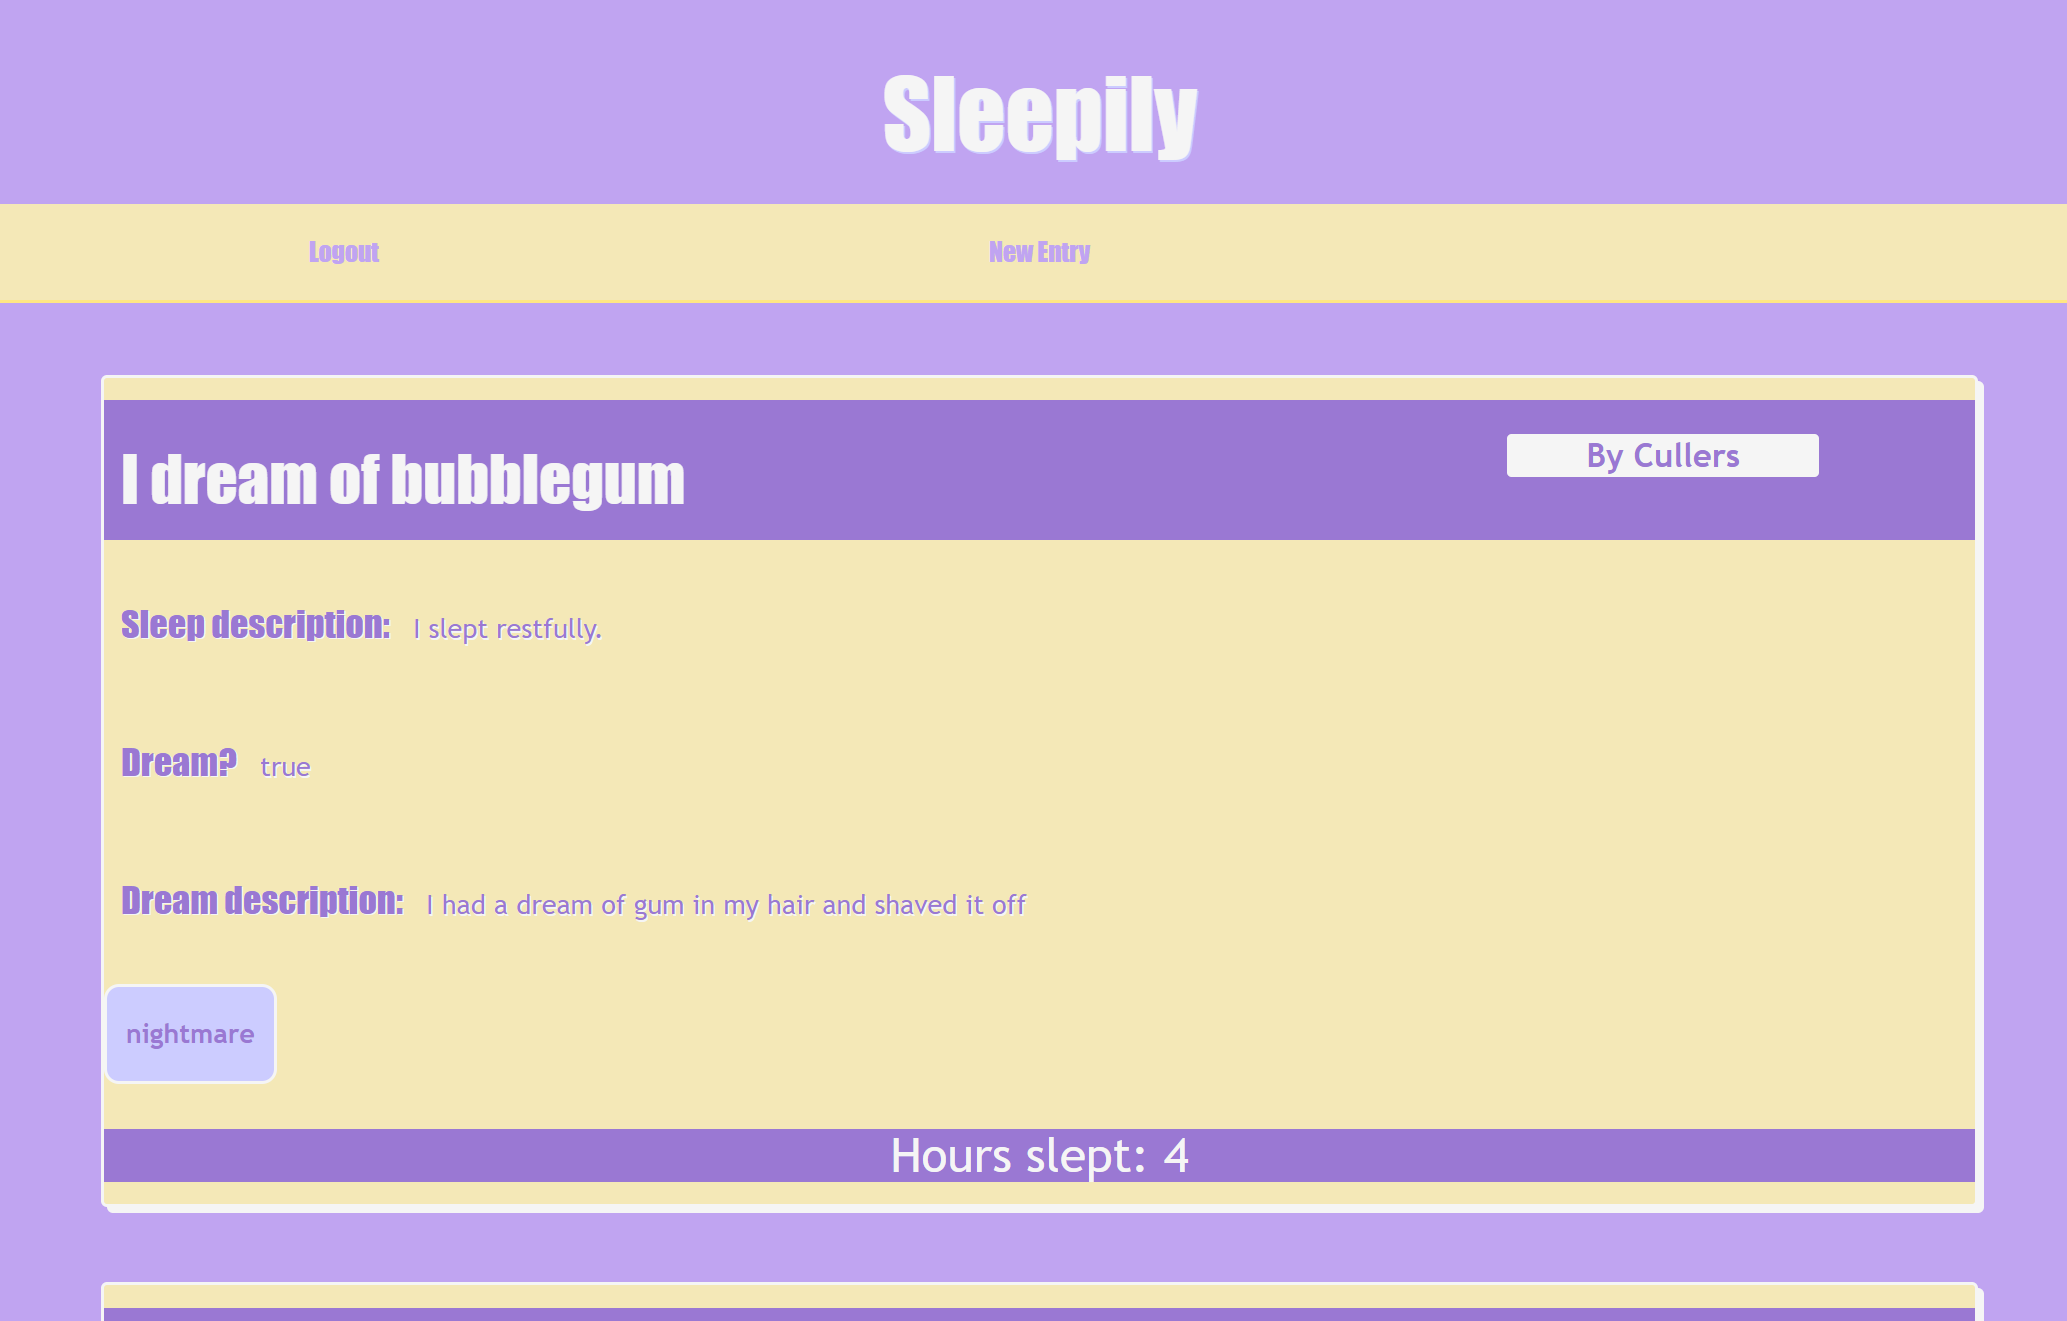 Sleepily
Logout New Entry
I dream of bubblegum
By Cullers
Sleep description: I slept restfully.
Dream? true
Dream description: I had a dream of gum in my hair and shaved it off
nightmare
Hours slept: 4